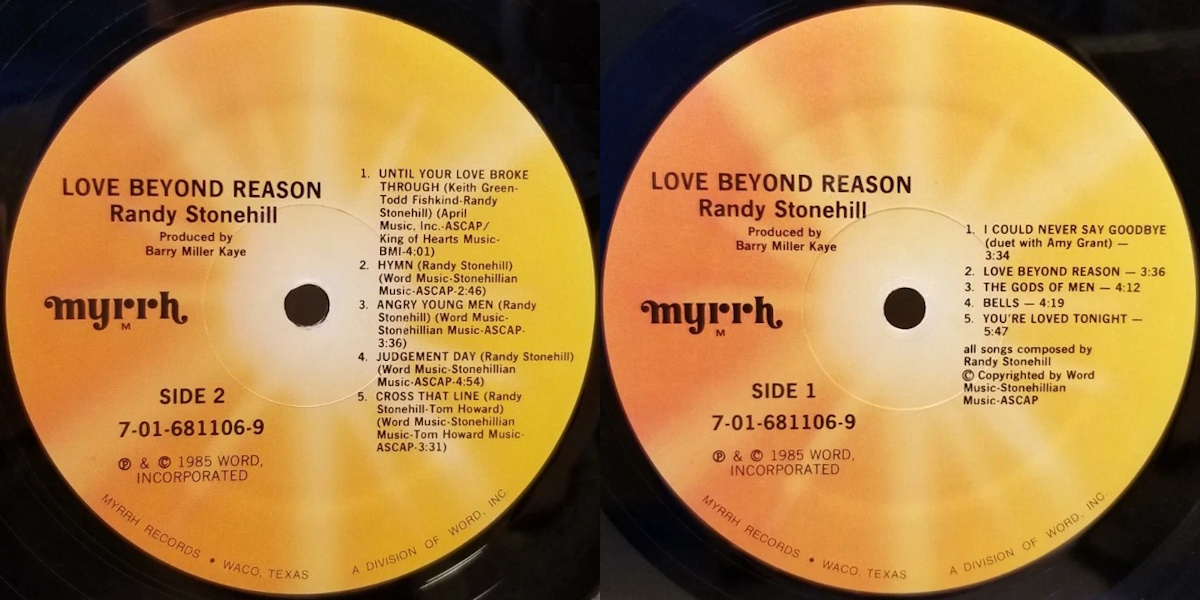 LOVE BEYOND REASON
Randy Stonehill
Produced by
Barry Miller Kaye
myrrh
M
SIDE 2
7-01-681106-9
℗ & © 1985 WORD,
INCORPORATED
1. UNTIL YOUR LOVE BROKE
THROUGH (Keith Green-
Todd Fishkind-Randy
Stonehill) (April
Music, Inc.-ASCAP/
King of Hearts Music-
BMI-4:01)
2. HYMN (Randy Stonehill)
(Word Music-Stonehillian
Music-ASCAP-2:46)
3. ANGRY YOUNG MEN (Randy
Stonehill) (Word Music-
Stonehillian Music-ASCAP-
3:36)
4. JUDGEMENT DAY (Randy Stonehill)
(Word Music-Stonehillian
Music-ASCAP-4:54)
5. CROSS THAT LINE (Randy
Stonehill-Tom Howard)
(Word Music-Stonehillian
Music-Tom Howard Music-
ASCAP-3:31)
MYRRH RECORDS • WACO, TEXAS A DIVISION OF WORD, INC.
LOVE BEYOND REASON
Randy Stonehill
Produced by
Barry Miller Kaye
myrrh
M
SIDE 1
7-01-681106-9
℗ & © 1985 WORD,
INCORPORATED
1. I COULD NEVER SAY GOODBYE
(duet with Amy Grant) —
3:34
2. LOVE BEYOND REASON — 3:36
3. THE GODS OF MEN — 4:12
4. BELLS — 4:19
5. YOU'RE LOVED TONIGHT —
5:47
all songs composed by
Randy Stonehill
© Copyrighted by Word
Music-Stonehillian
Music-ASCAP
MYRRH RECORDS • WACO, TEXAS A DIVISION OF WORD, INC.